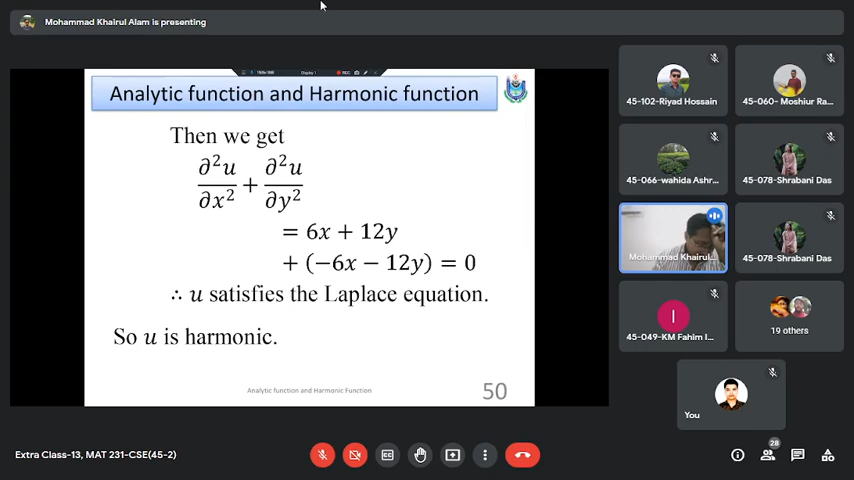 Mohammad Khairul Alam is presenting
Analytic function and Harmonic function
Then we get
∂²u/∂x² + ∂²u/∂y²
= 6x + 12y
+ (−6x − 12y) = 0
∴ u satisfies the Laplace equation.
So u is harmonic.
Analytic function and Harmonic Function
50
45-102-Riyad Hossain
45-060- Moshiur Ra...
45-066-wahida Ashr...
45-078-Shrabani Das
Mohammad Khairul...
45-078-Shrabani Das
I
45-049-KM Fahim I...
19 others
You
Extra Class-13, MAT 231-CSE(45-2)
28